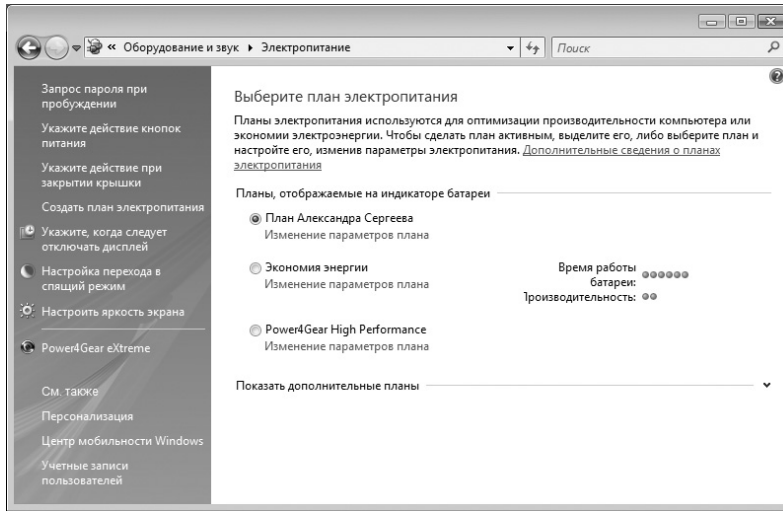 « Оборудование и звук ▸ Электропитание
Поиск
Запрос пароля при
пробуждении
Укажите действие кнопок
питания
Укажите действие при
закрытии крышки
Создать план электропитания
Укажите, когда следует
отключать дисплей
Настройка перехода в
спящий режим
Настроить яркость экрана
Power4Gear eXtreme
См. также
Персонализация
Центр мобильности Windows
Учетные записи
пользователей
Выберите план электропитания
Планы электропитания используются для оптимизации производительности компьютера или
экономии электроэнергии. Чтобы сделать план активным, выделите его, либо выберите план и
настройте его, изменив параметры электропитания. Дополнительные сведения о планах
электропитания
Планы, отображаемые на индикаторе батареи
План Александра Сергеева
Изменение параметров плана
Экономия энергии
Изменение параметров плана
Время работы
батареи:
Производительность:
Power4Gear High Performance
Изменение параметров плана
Показать дополнительные планы